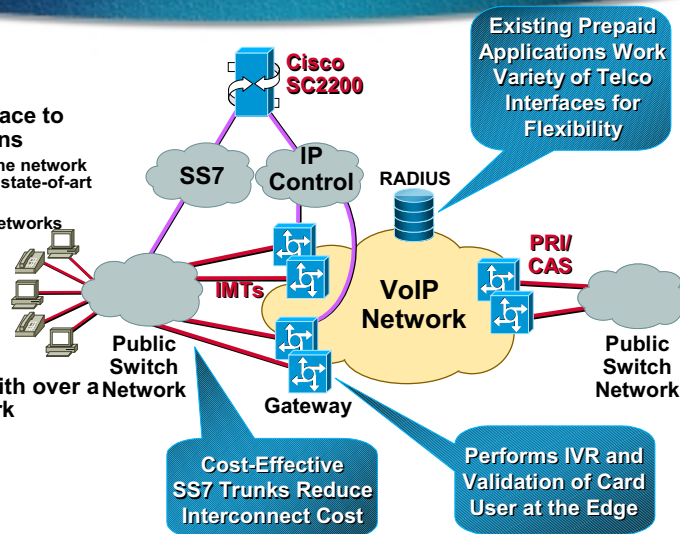 Existing Prepaid
Applications Work
Variety of Telco
Interfaces for
Flexibility
Cisco
SC2200
ace to
ns
ne network
state-of-art
etworks
SS7
IP
Control
RADIUS
IMTs
VoIP
Network
PRI/
CAS
Public
Switch
Network
Public
Switch
Network
ith over a
rk
Gateway
Cost-Effective
SS7 Trunks Reduce
Interconnect Cost
Performs IVR and
Validation of Card
User at the Edge